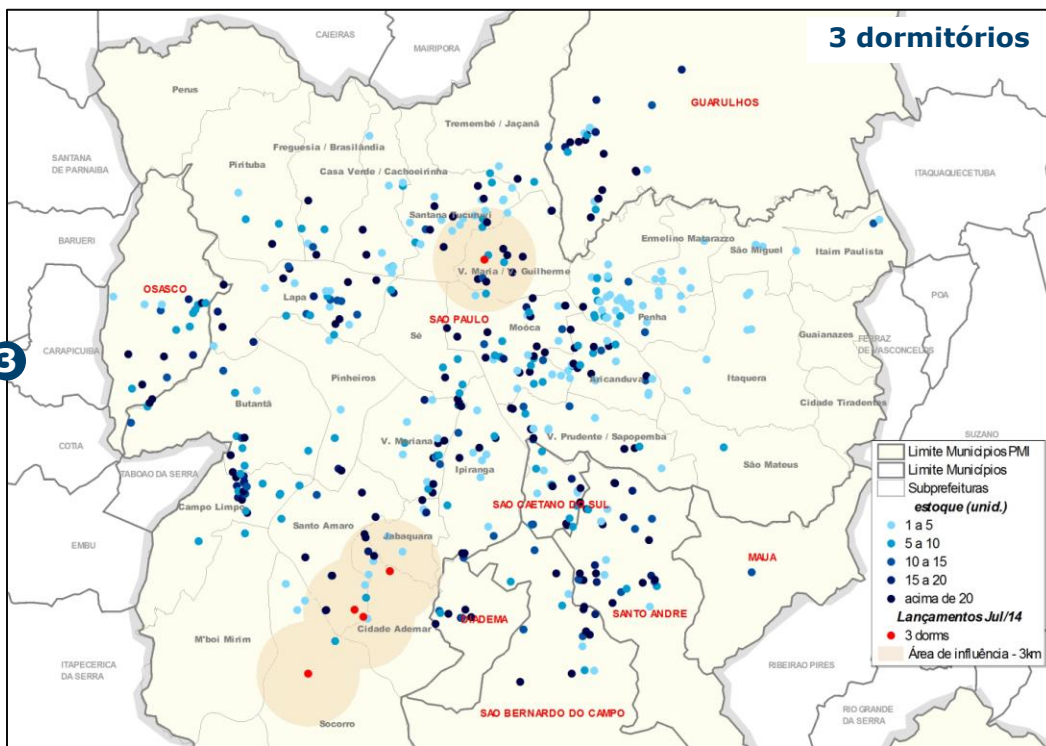 3 dormitórios
CAIEIRAS
MAIRIPORA
Perus
GUARULHOS
Tremembé / Jaçanã
Freguesia / Brasilândia
SANTANA
DE PARNAIBA
Pirituba
Casa Verde / Cachoeirinha
ITAQUAQUECETUBA
Santana Tucuruvi
Ermelino Matarazzo
BARUERI
São Miguel
Itaim Paulista
V. Maria / V. Guilherme
OSASCO
Lapa
POA
SAO PAULO
Moóca
Penha
Sé
Guaianazes
FERRAZ
DE VASCONCELOS
3
CARAPICUIBA
Pinheiros
Aricanduva
Itaquera
Butantã
Cidade Tiradentes
COTIA
V. Mariana
V. Prudente / Sapopemba
SUZANO
Ipiranga
São Mateus
TABOAO DA SERRA
Campo Limpo
SAO CAETANO DO SUL
Santo Amaro
Jabaquara
EMBU
MAUA
DIADEMA
SANTO ANDRE
Cidade Ademar
M'boi Mirim
ITAPECERICA
DA SERRA
RIBEIRAO PIRES
SAO BERNARDO DO CAMPO
RIO GRANDE
DA SERRA
Socorro
Limite Municipios PMI
Limite Municípios
Subprefeituras
estoque (unid.)
1 a 5
5 a 10
10 a 15
15 a 20
acima de 20
Lançamentos Jul/14
3 dorms
Área de influência - 3km